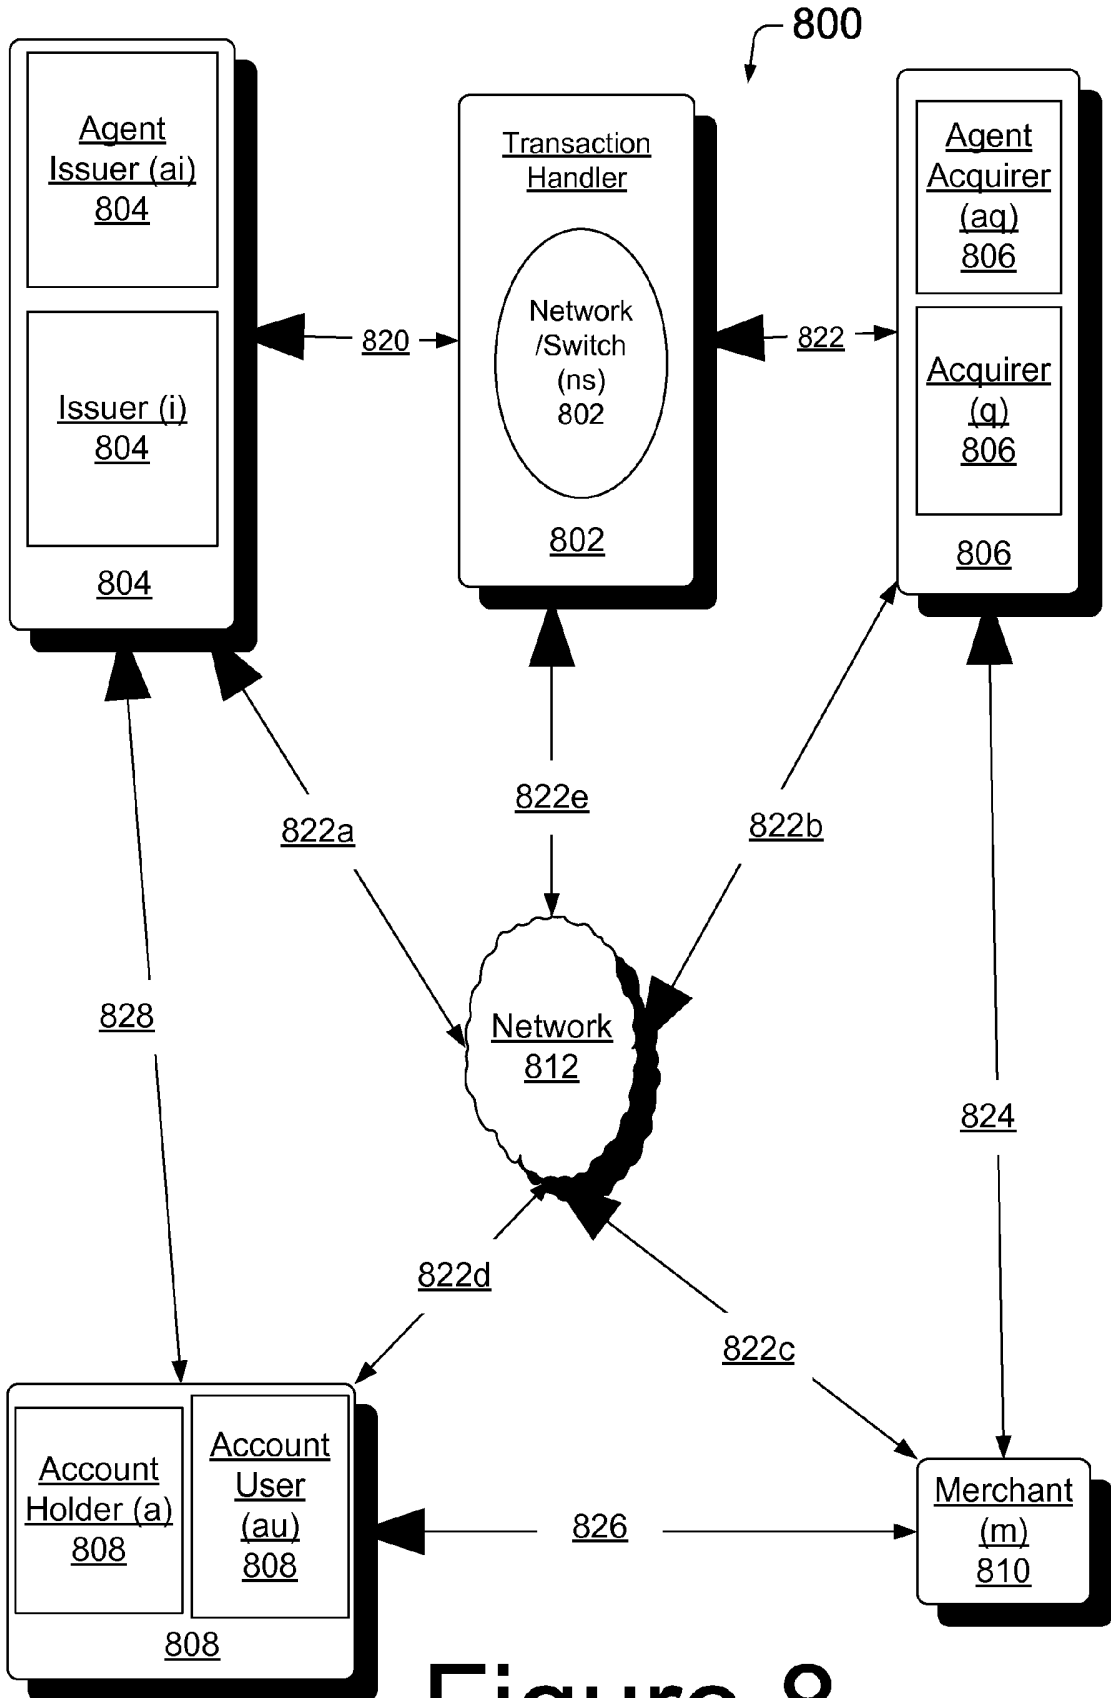 800
Agent
Issuer (ai)
804
Issuer (i)
804
804
Transaction
Handler
Network
/Switch
(ns)
802
802
Agent
Acquirer
(aq)
806
Acquirer
(q)
806
806
820
822
822a
822e
822b
828
Network
812
824
822d
822c
Account
Holder (a)
808
Account
User
(au)
808
808
826
Merchant
(m)
810
Figure 8